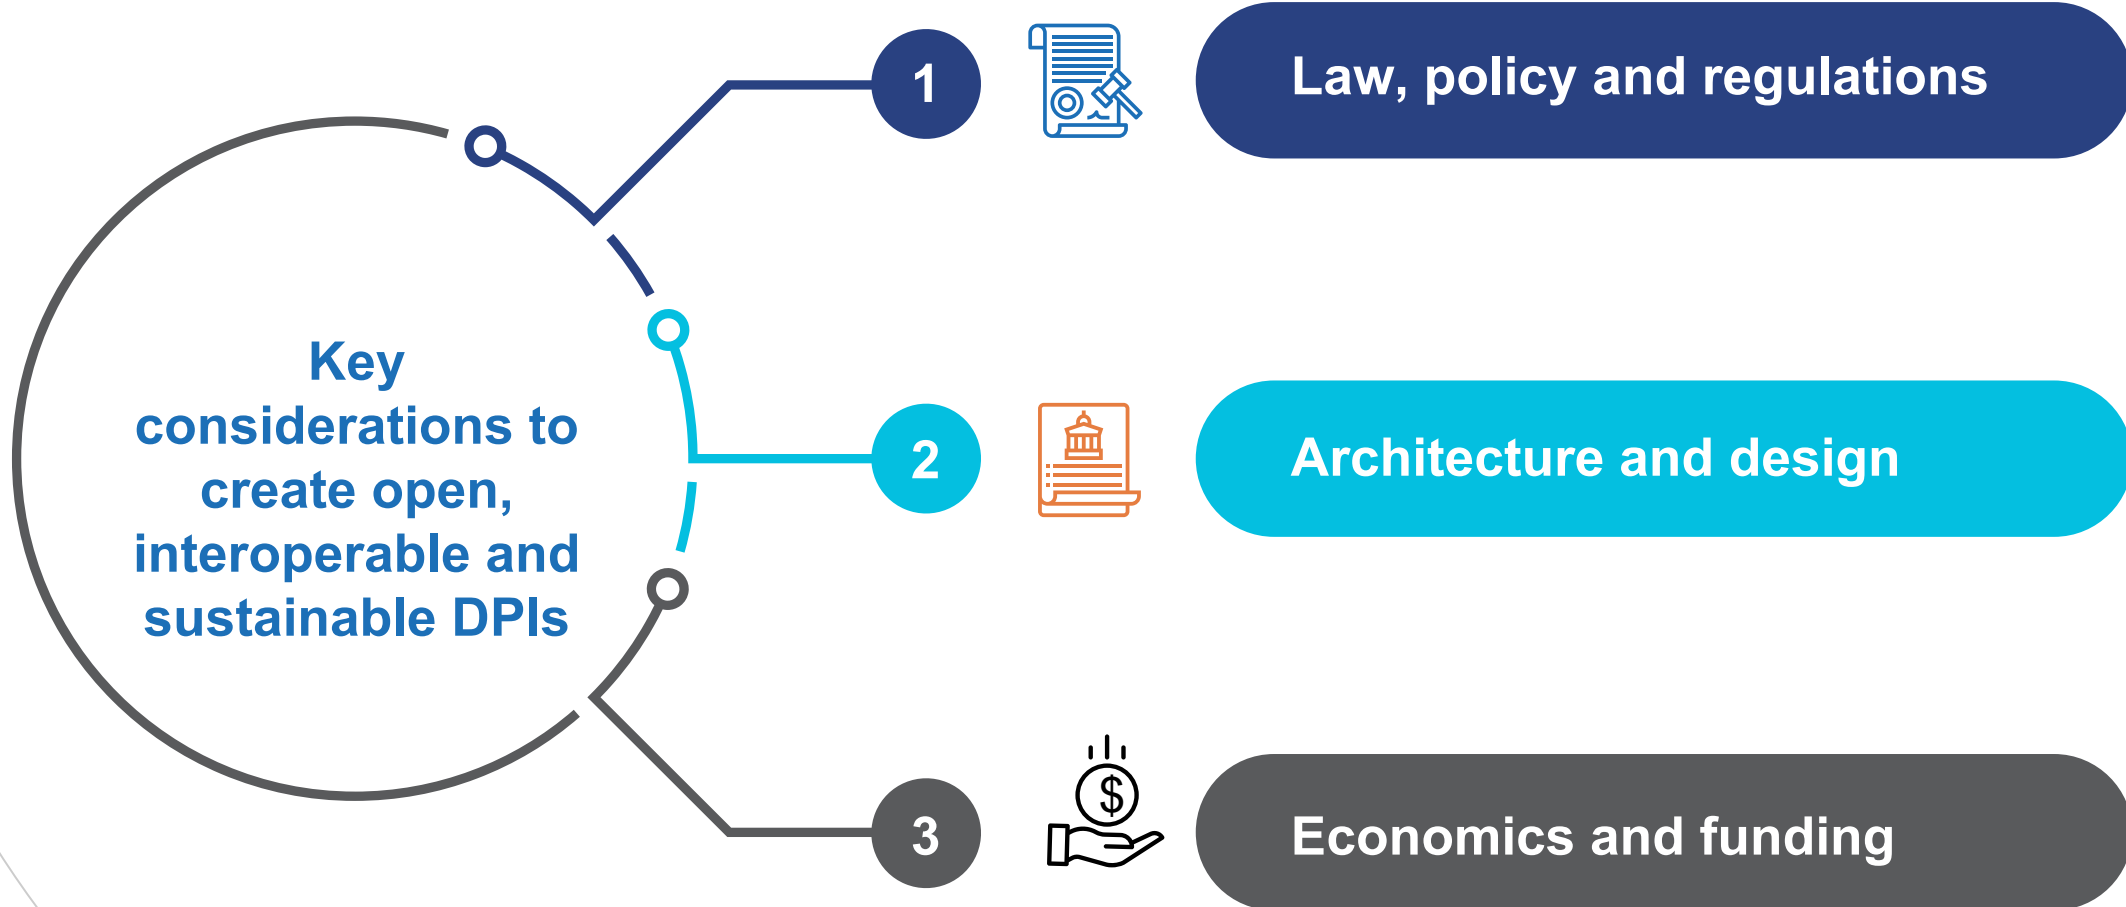 Key
considerations to
create open,
interoperable and
sustainable DPIs
1
Law, policy and regulations
2
Architecture and design
3
$
Economics and funding